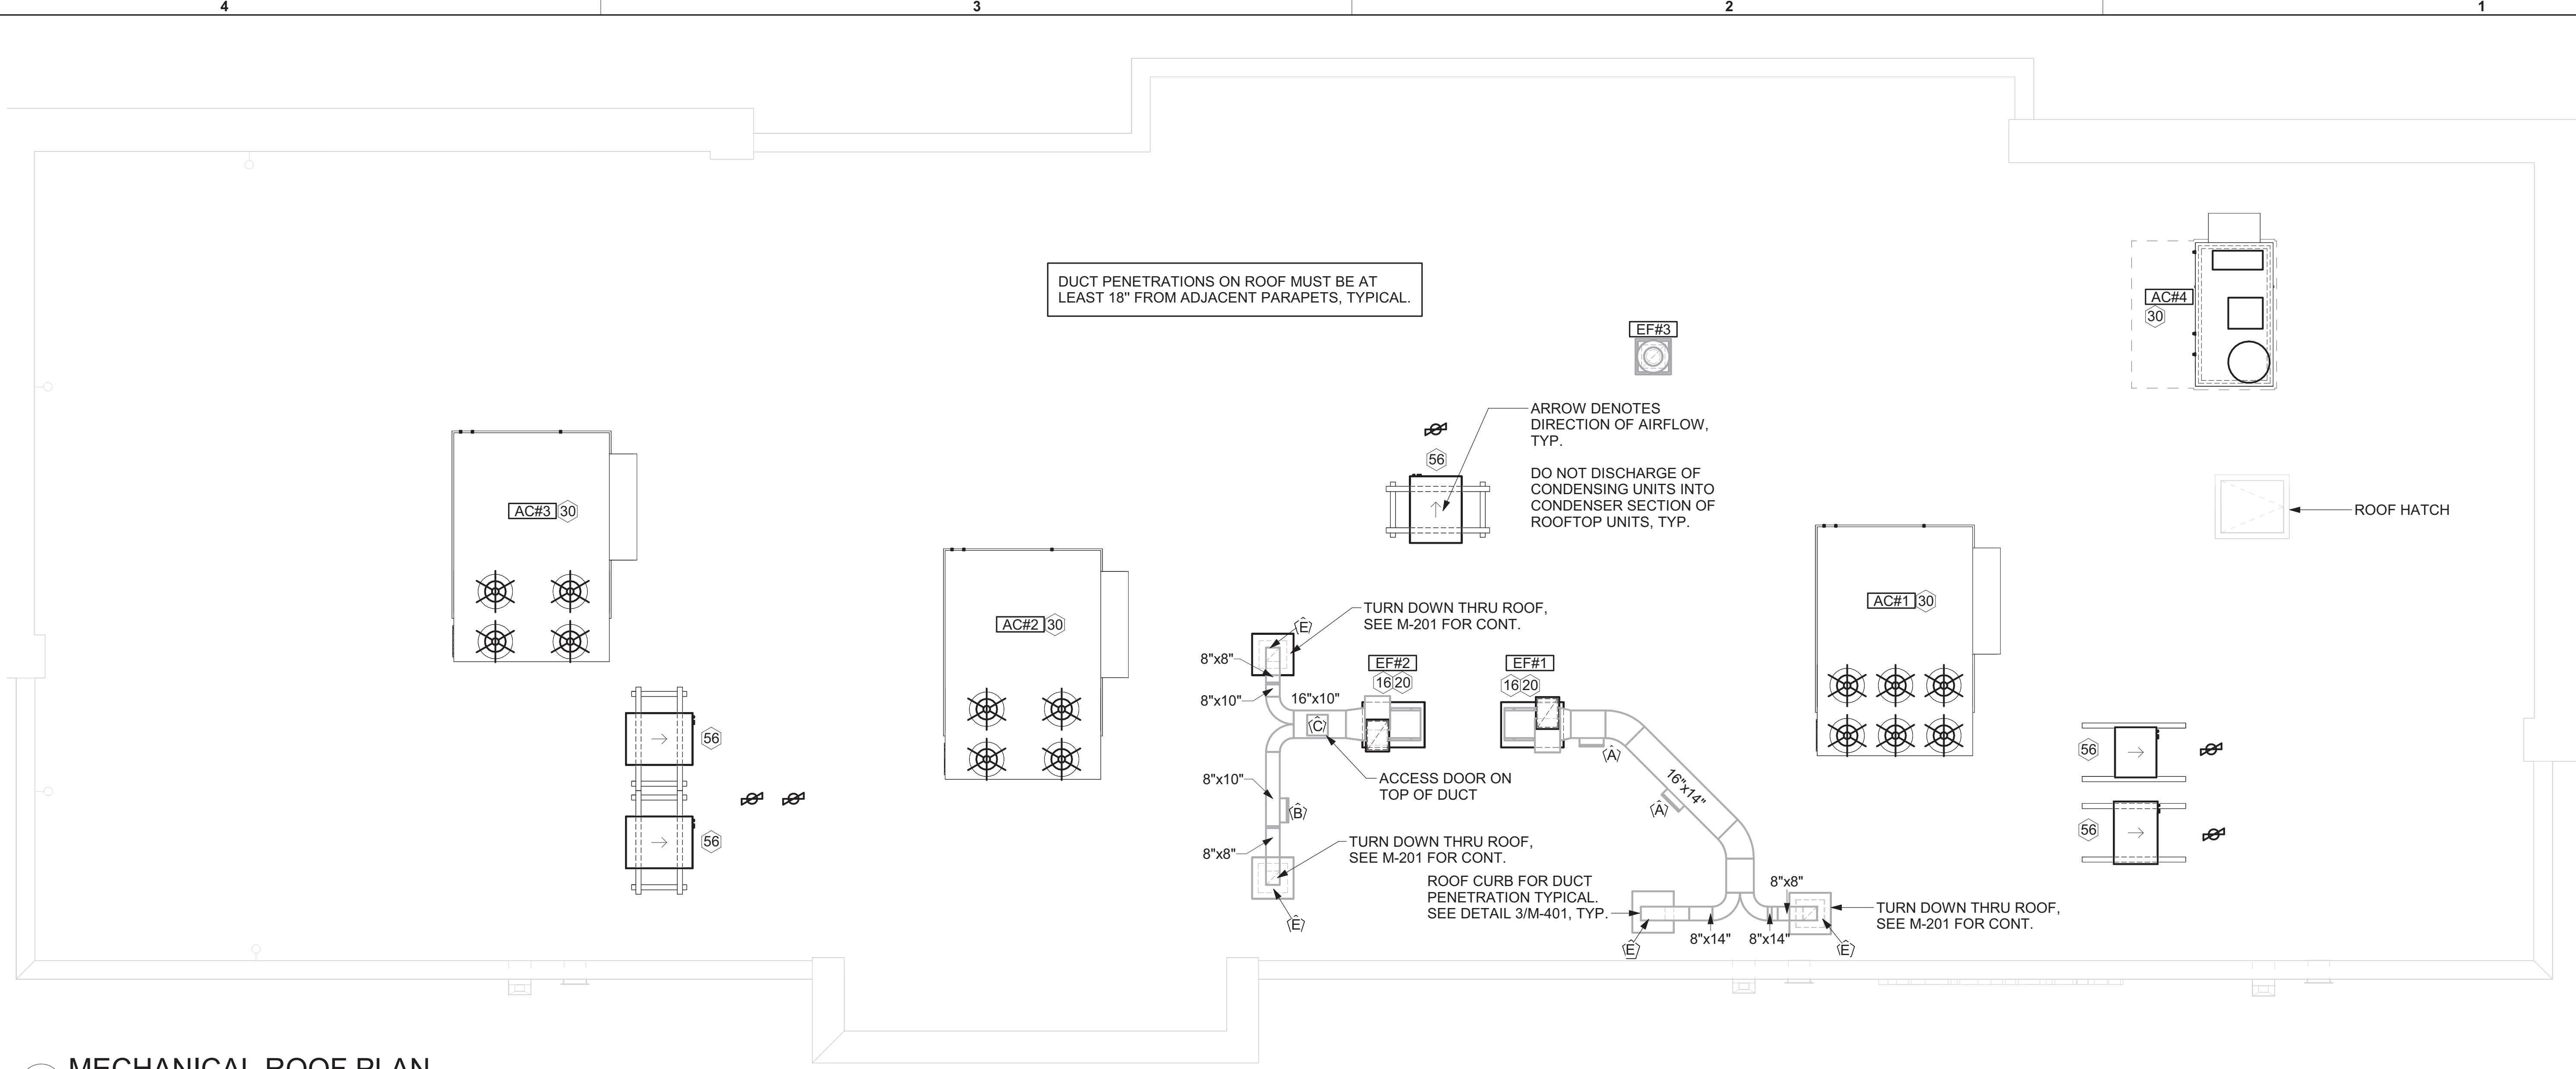 4
3
2
1
DUCT PENETRATIONS ON ROOF MUST BE AT
LEAST 18" FROM ADJACENT PARAPETS, TYPICAL.
AC#4
30
EF#3
ARROW DENOTES
DIRECTION OF AIRFLOW,
TYP.
DO NOT DISCHARGE OF
CONDENSING UNITS INTO
CONDENSER SECTION OF
ROOFTOP UNITS, TYP.
56
ROOF HATCH
AC#3 30
AC#2 30
AC#1 30
TURN DOWN THRU ROOF,
SEE M-201 FOR CONT.
E
8"x8"
8"x10"
16"x10"
EF#2
16 20
EF#1
16 20
C
A
56
56
ACCESS DOOR ON
TOP OF DUCT
8"x10"
B
16"x14"
A
56
56
8"x8"
TURN DOWN THRU ROOF,
SEE M-201 FOR CONT.
E
ROOF CURB FOR DUCT
PENETRATION TYPICAL.
SEE DETAIL 3/M-401, TYP.
8"x8"
TURN DOWN THRU ROOF,
SEE M-201 FOR CONT.
E
8"x14"
8"x14"
E
MECHANICAL ROOF PLAN